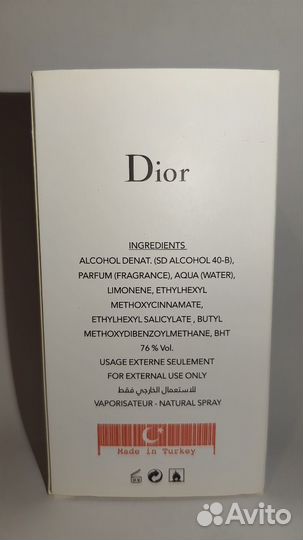 Dior
INGREDIENTS
ALCOHOL DENAT. (SD ALCOHOL 40-B),
PARFUM (FRAGRANCE), AQUA (WATER),
LIMONENE, ETHYLHEXYL
METHOXYCINNAMATE,
ETHYLHEXYL SALICYLATE , BUTYL
METHOXYDIBENZOYLMETHANE, BHT
76 % Vol.
USAGE EXTERNE SEULEMENT
FOR EXTERNAL USE ONLY
للاستعمال الخارجي فقط
VAPORISATEUR - NATURAL SPRAY
Made in Turkey
Avito